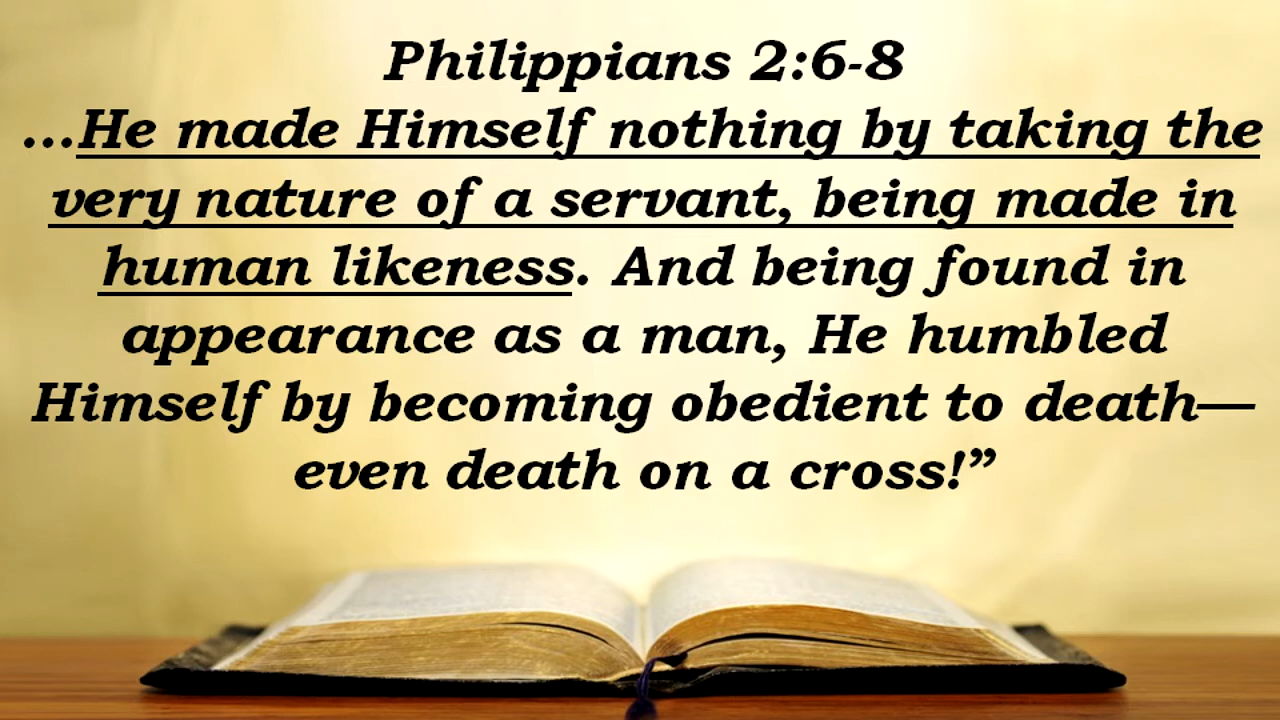 Philippians 2:6-8
...He made Himself nothing by taking the
very nature of a servant, being made in
human likeness. And being found in
appearance as a man, He humbled
Himself by becoming obedient to death—
even death on a cross!”